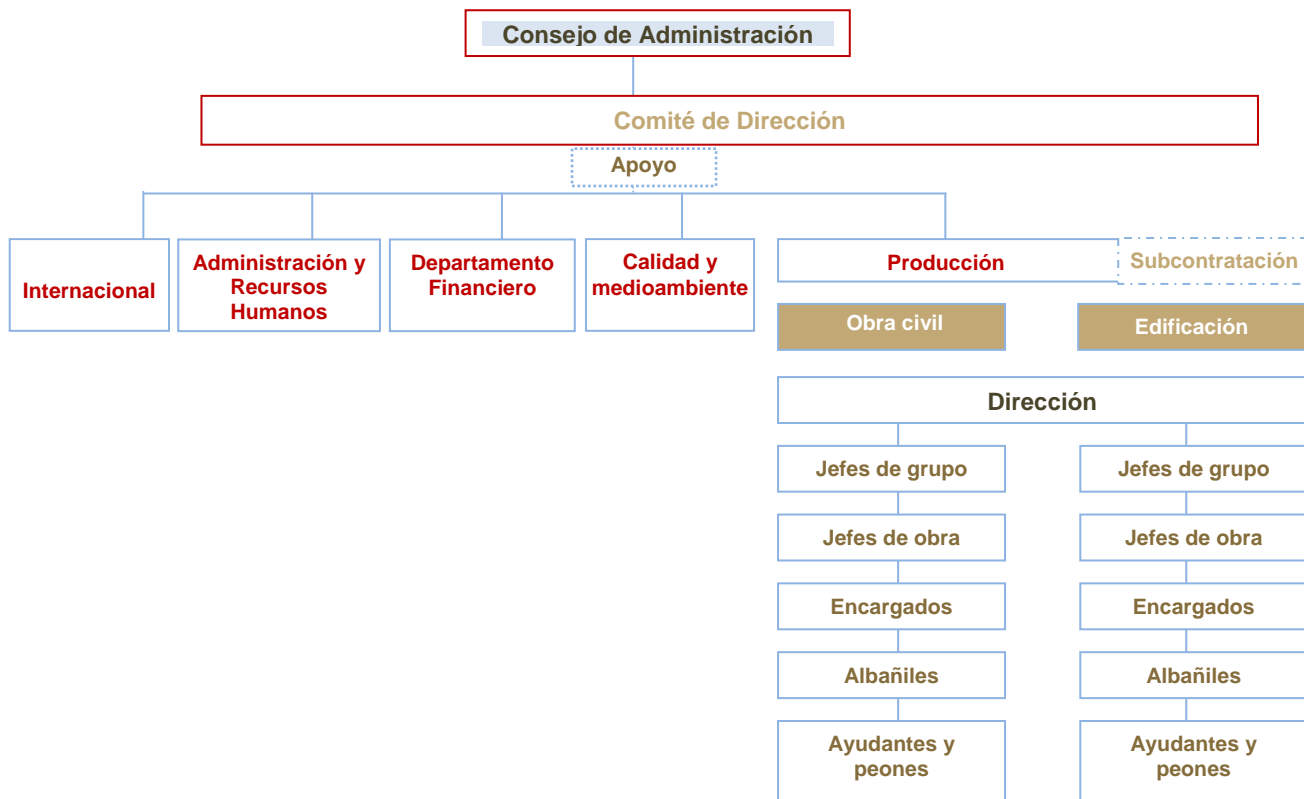 Consejo de Administración
Comité de Dirección
Apoyo
Internacional
Administración y
Recursos
Humanos
Departamento
Financiero
Calidad y
medioambiente
Producción
Subcontratación
Obra civil
Edificación
Dirección
Jefes de grupo
Jefes de grupo
Jefes de obra
Jefes de obra
Encargados
Encargados
Albañiles
Albañiles
Ayudantes y
peones
Ayudantes y
peones